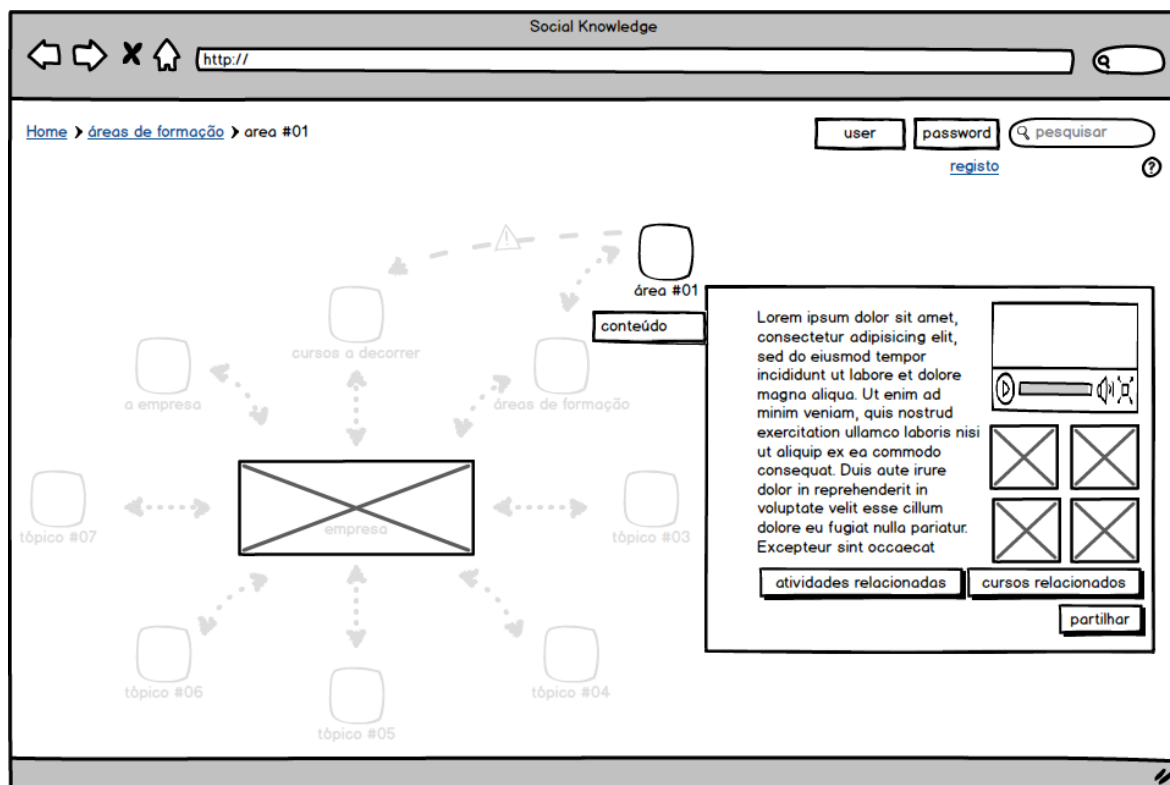 Social Knowledge
http://
Home › áreas de formação › area #01
user
password
pesquisar
registo
?
área #01
conteúdo
cursos a decorrer
a empresa
áreas de formação
tópico #07
empresa
tópico #03
tópico #06
tópico #04
tópico #05
Lorem ipsum dolor sit amet,
consectetur adipisicing elit,
sed do eiusmod tempor
incididunt ut labore et dolore
magna aliqua. Ut enim ad
minim veniam, quis nostrud
exercitation ullamco laboris nisi
ut aliquip ex ea commodo
consequat. Duis aute irure
dolor in reprehenderit in
voluptate velit esse cillum
dolore eu fugiat nulla pariatur.
Excepteur sint occaecat
atividades relacionadas
cursos relacionados
partilhar